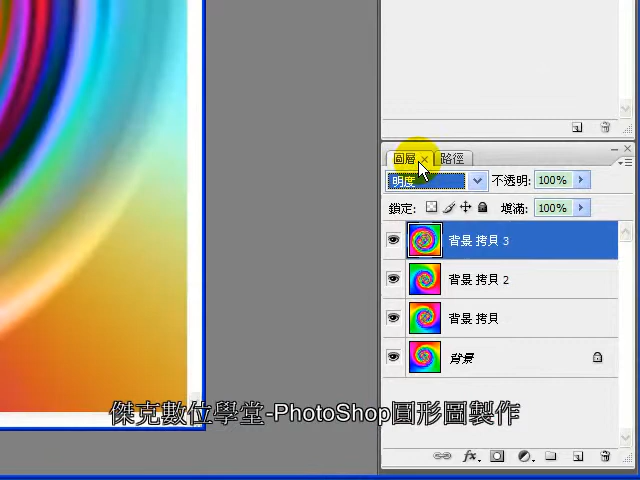 圖層 × 路徑
明度 不透明: 100%
鎖定: 填滿: 100%
背景 拷貝 3
背景 拷貝 2
背景 拷貝
背景
fx
傑克數位學堂-PhotoShop圓形圖製作